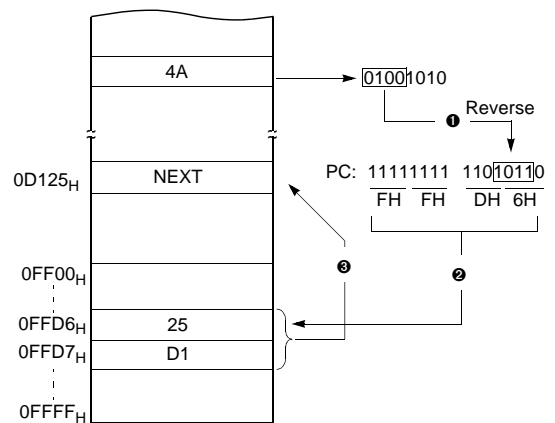 4A
01001010
❶
Reverse
0D125H
NEXT
PC: 11111111 11010110
FH FH DH 6H
0FF00H
❸
❷
0FFD6H
25
0FFD7H
D1
0FFFFH